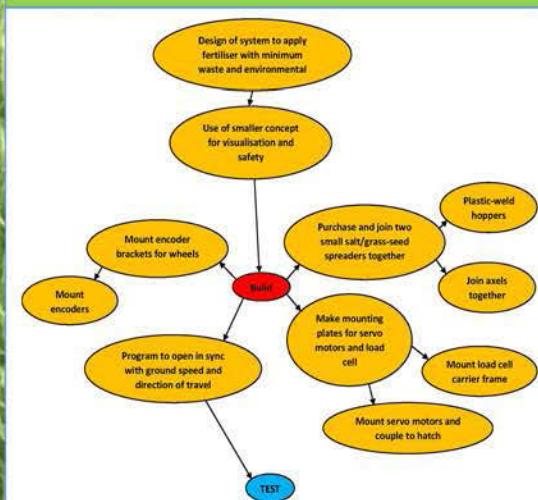 Design of system to apply
fertiliser with minimum
waste and environmental
Use of smaller concept
for visualisation and
safety
Plastic-weld
hoppers
Purchase and join two
small salt/grass-seed
spreaders together
Mount encoder
brackets for wheels
Join axels
together
Build
Mount
encoders
Make mounting
plates for servo
motors and load
cell
Program to open in sync
with ground speed and
direction of travel
Mount load cell
carrier frame
Mount servo motors and
couple to hatch
TEST